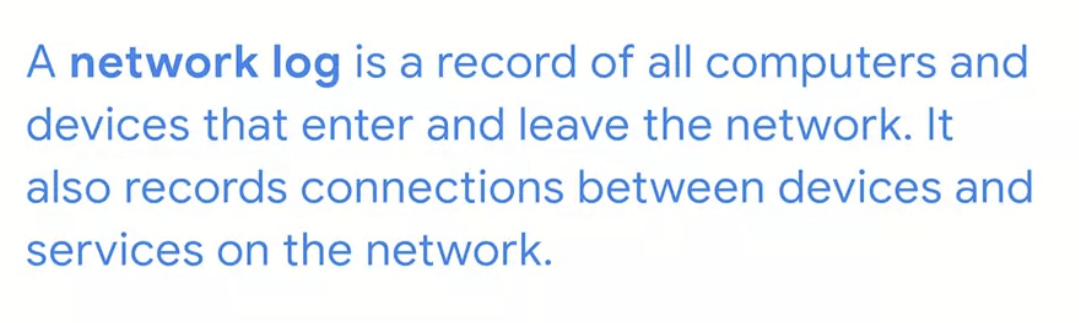 A network log is a record of all computers and
devices that enter and leave the network. It
also records connections between devices and
services on the network.